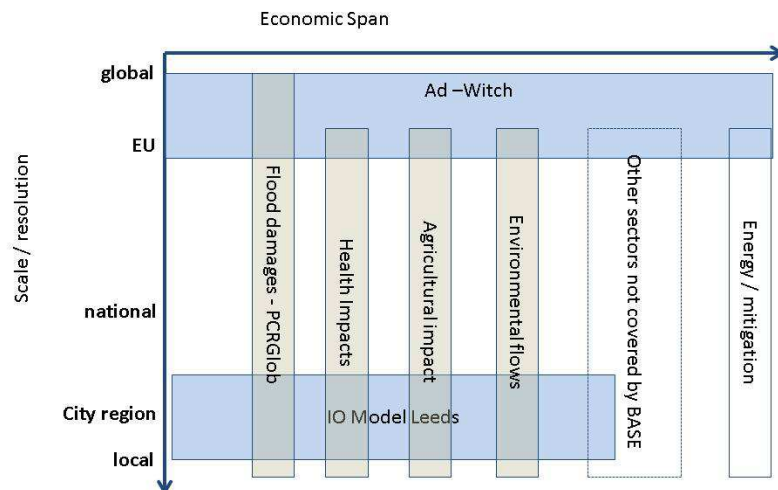 Economic Span
global
Ad –Witch
EU
Scale / resolution
Flood damages - PCRGlob
Health Impacts
Agricultural impact
Environmental flows
Other sectors not covered by BASE
Energy / mitigation
national
City region
IO Model Leeds
local